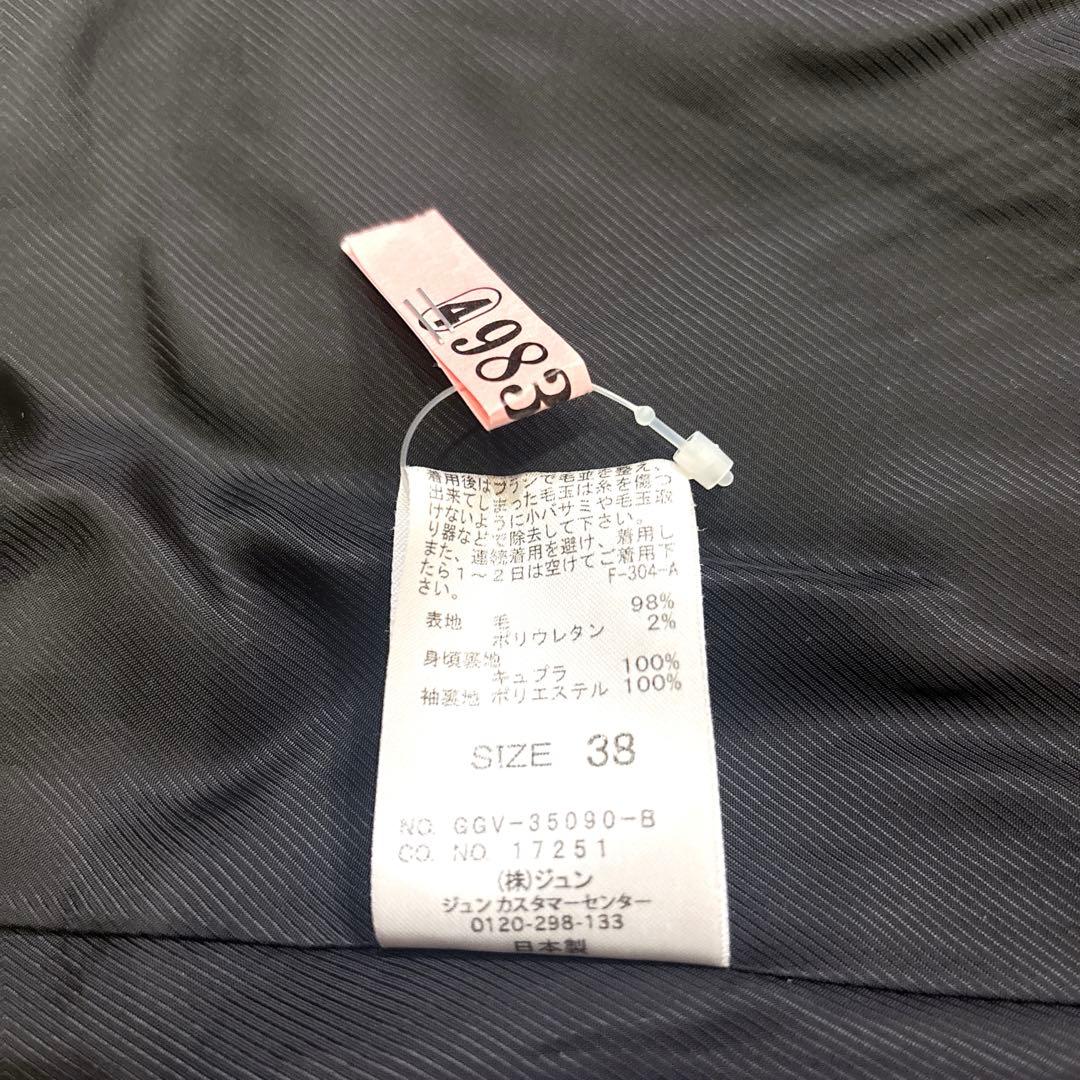 4983
着用後はブラシで毛並を整え、
出来てしまった毛玉は糸を傷つ
けないように小バサミや毛玉取
り器などで除去して下さい。
また、連続着用を避け、着用し
たら1～2日は空けてご着用下
さい。 F-304-A
表地 毛 98%
ポリウレタン 2%
身頃裏地
キュプラ 100%
袖裏地 ポリエステル 100%
SIZE 38
NO. GGV-35090-B
CO. NO. 17251
(株)ジュン
ジュン カスタマーセンター
0120-298-133
日本製